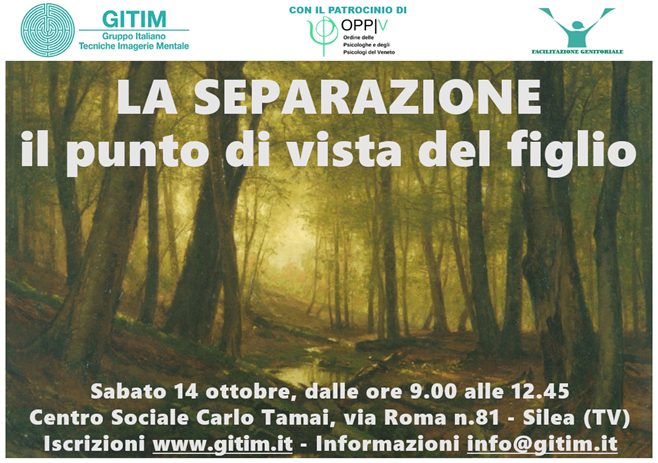 GITIM
Gruppo Italiano
Tecniche Imagerie Mentale
CON IL PATROCINIO DI
OPP|V
Ordine delle
Psicologhe e degli
Psicologi del Veneto
FACILITAZIONE GENITORIALE
LA SEPARAZIONE
il punto di vista del figlio
Sabato 14 ottobre, dalle ore 9.00 alle 12.45
Centro Sociale Carlo Tamai, via Roma n.81 - Silea (TV)
Iscrizioni www.gitim.it - Informazioni info@gitim.it